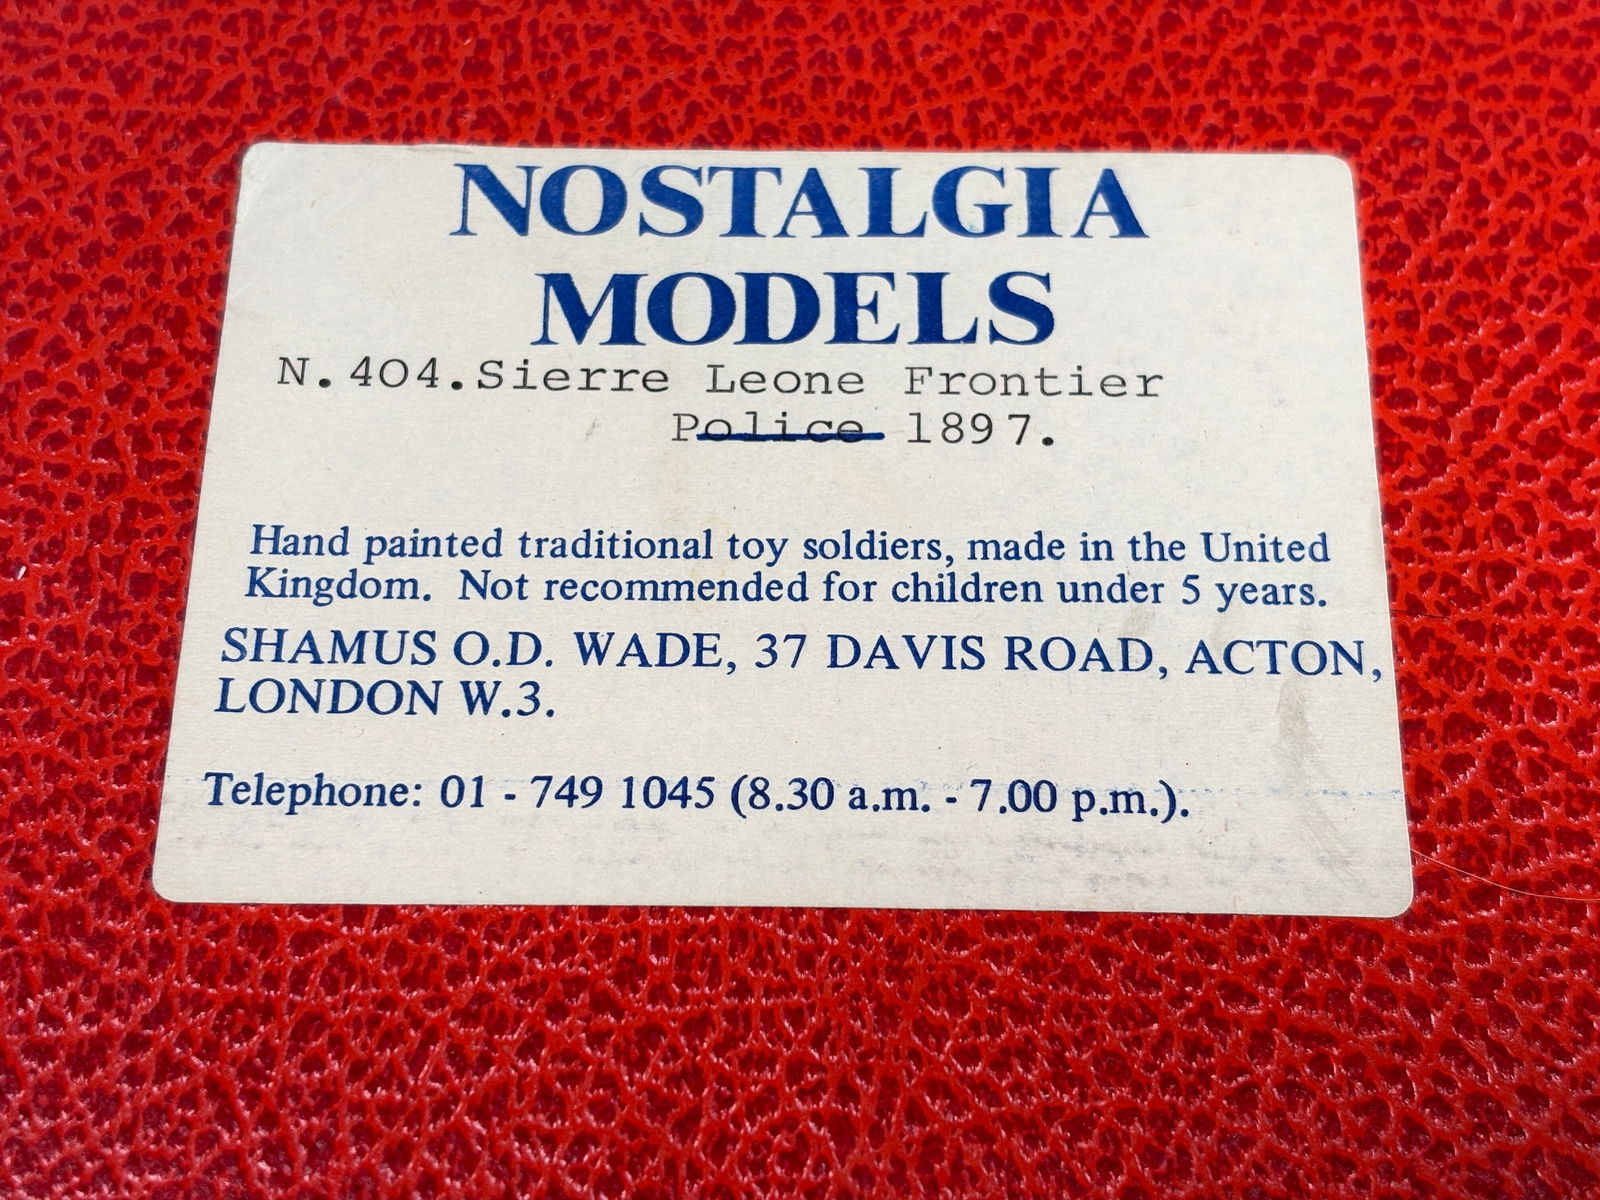 NOSTALGIA
MODELS
N.404.Sierre Leone Frontier
Police 1897.
Hand painted traditional toy soldiers, made in the United
Kingdom. Not recommended for children under 5 years.
SHAMUS O.D. WADE, 37 DAVIS ROAD, ACTON,
LONDON W.3.
Telephone: 01 - 749 1045 (8.30 a.m. - 7.00 p.m.).